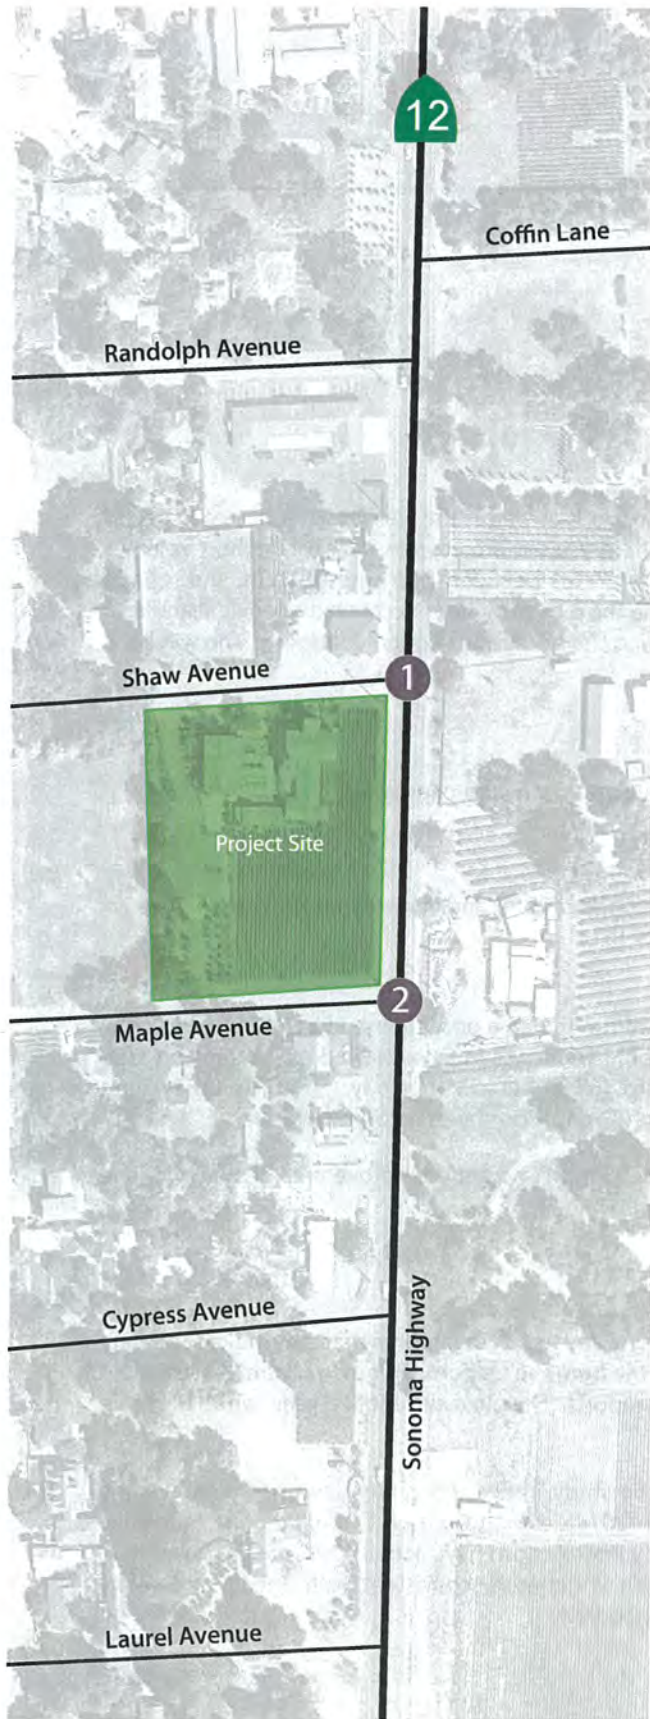 12
Coffin Lane
Randolph Avenue
Shaw Avenue
1
Project Site
2
Maple Avenue
Cypress Avenue
Sonoma Highway
Laurel Avenue